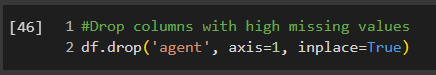 [46] 1 #Drop columns with high missing values
2 df.drop('agent', axis=1, inplace=True)